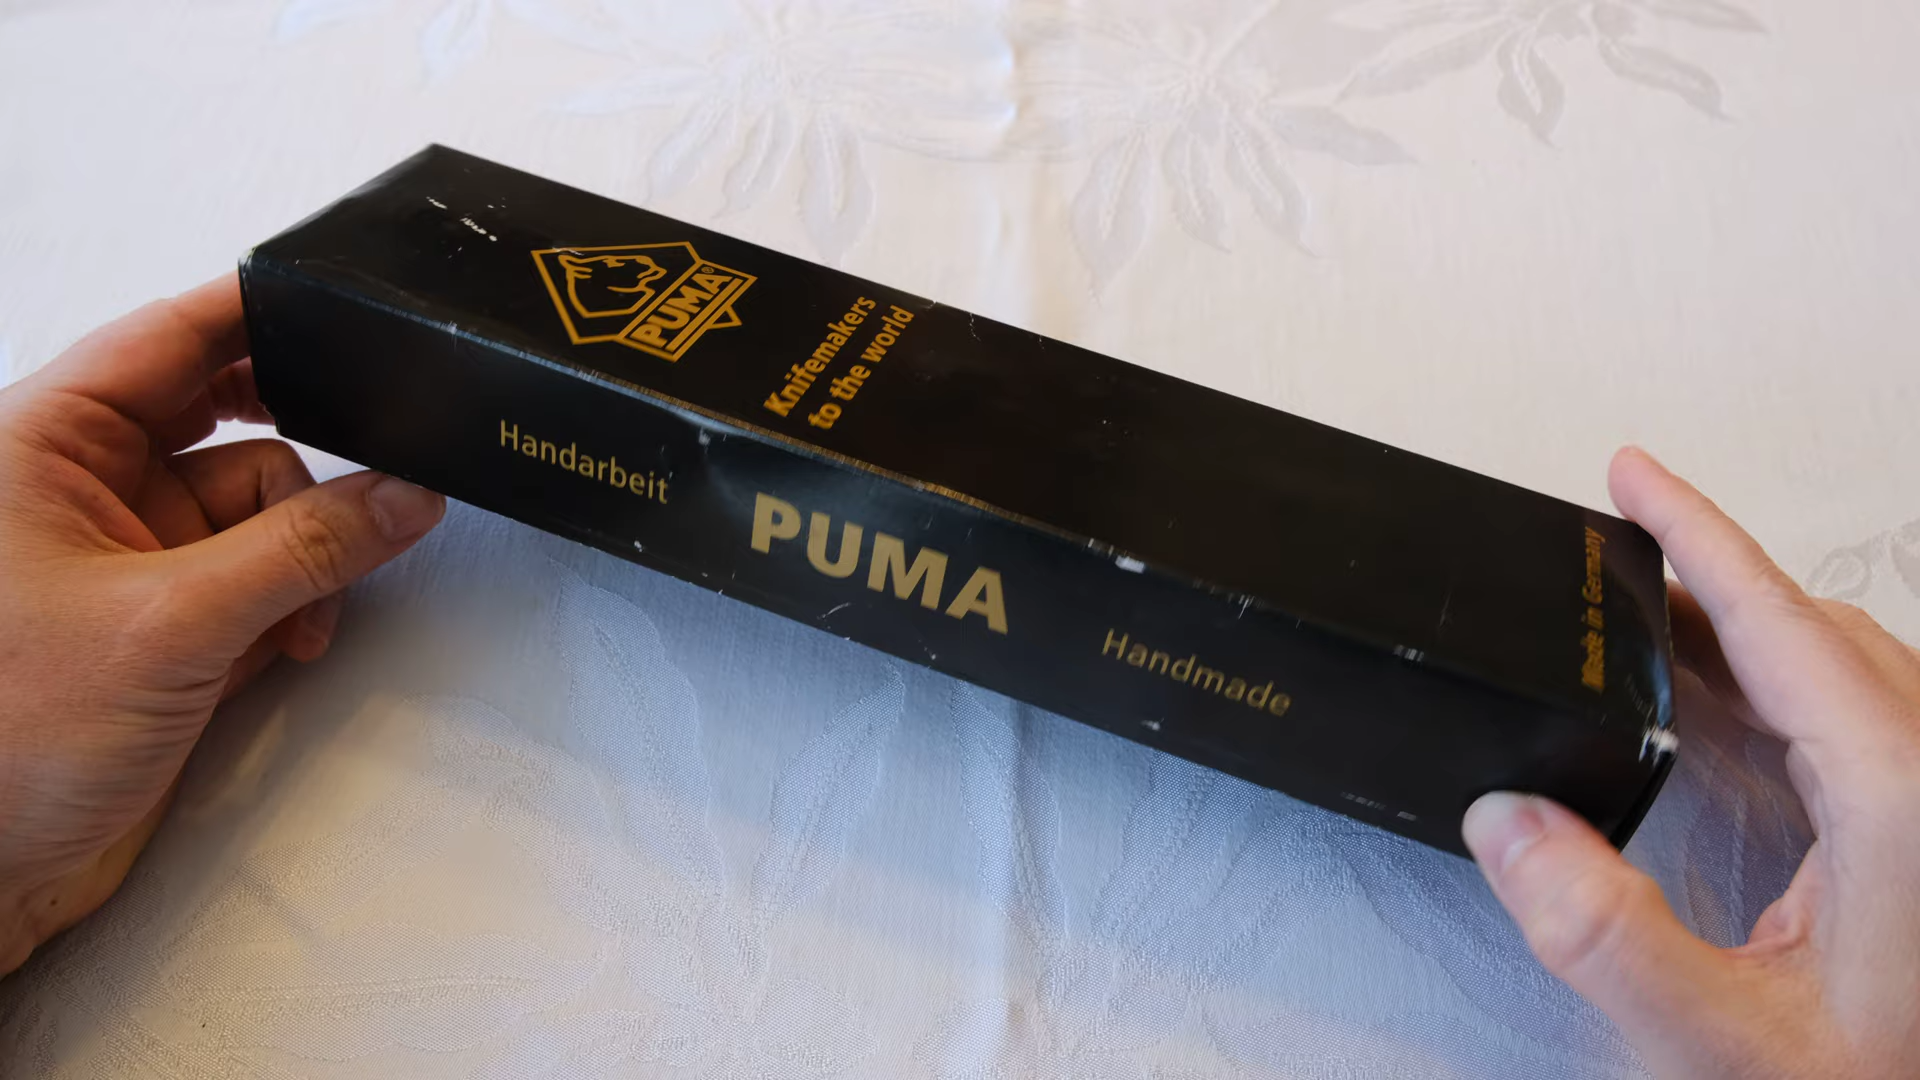 PUMA®
Knifemakers
to the world
Made in Germany
Handarbeit
PUMA
Handmade